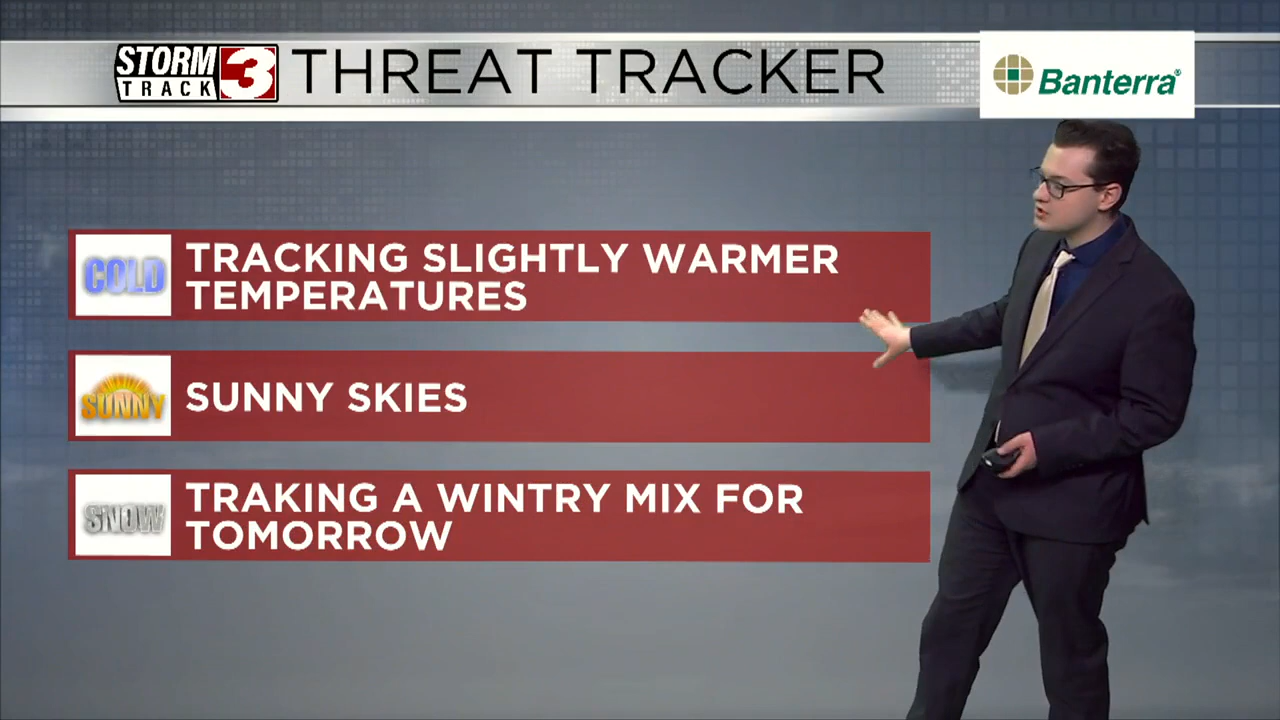 STORM TRACK 3 THREAT TRACKER
Banterra®
COLD
TRACKING SLIGHTLY WARMER
TEMPERATURES
SUNNY
SUNNY SKIES
SNOW
TRAKING A WINTRY MIX FOR
TOMORROW